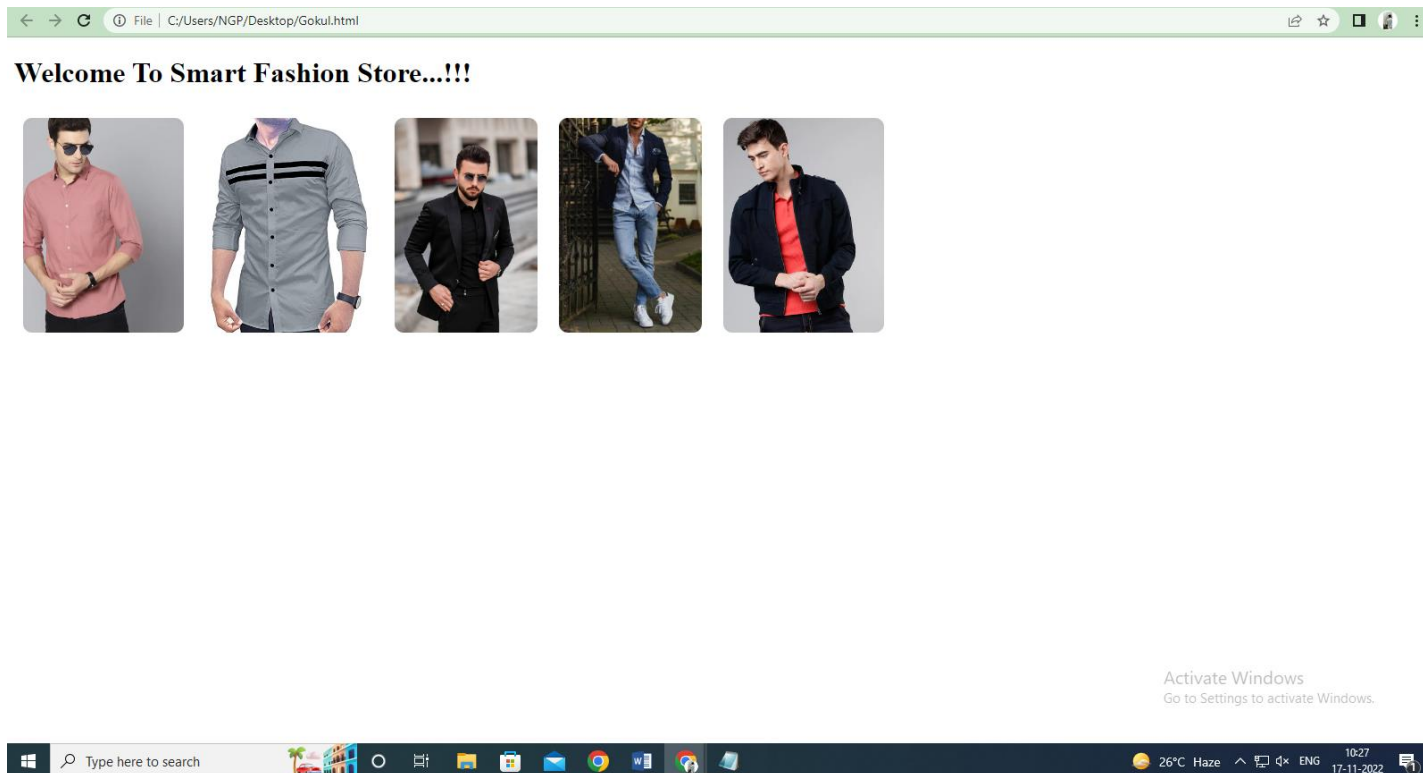 File
C:/Users/NGP/Desktop/Gokul.html
Welcome To Smart Fashion Store...!!!
Activate Windows
Go to Settings to activate Windows.
Type here to search
26°C Haze
ENG
10:27
17-11-2022